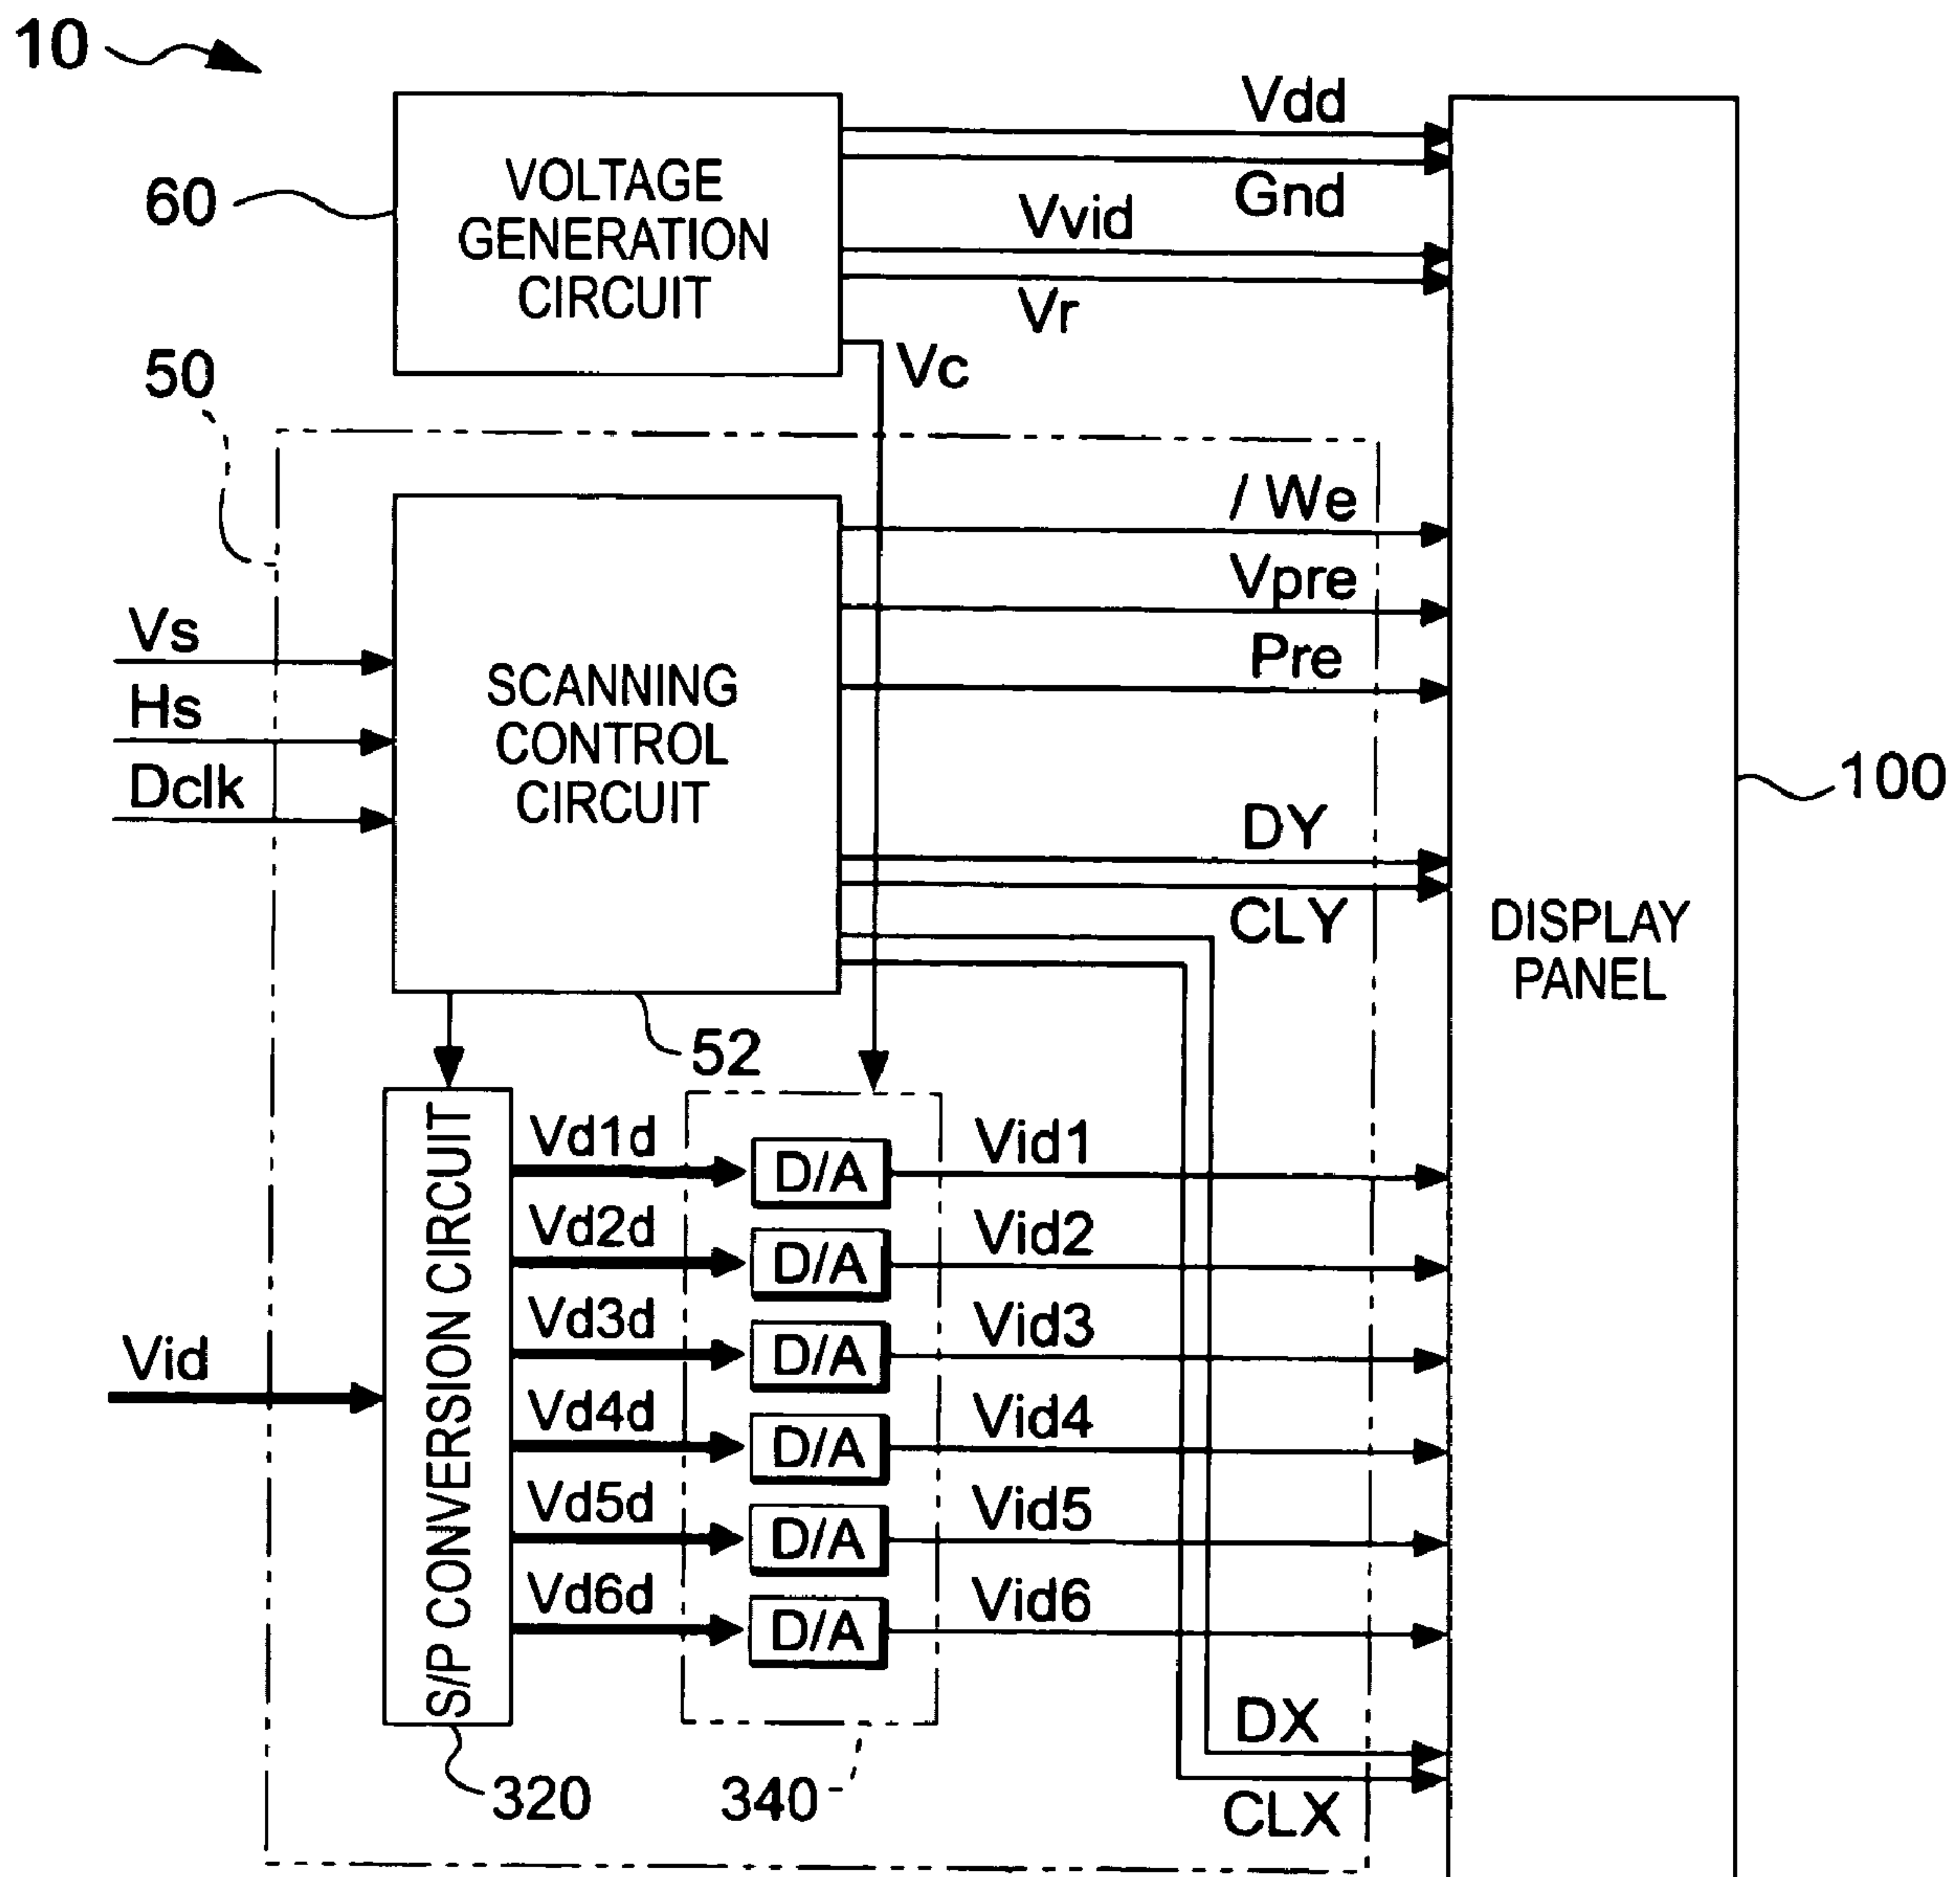 10
Vdd
VOLTAGE
GENERATION
CIRCUIT
60
Gnd
Vvid
Vr
Vc
50
/ We
Vpre
Pre
Vs
Hs
Dclk
SCANNING
CONTROL
CIRCUIT
100
DY
CLY
DISPLAY
PANEL
52
S/P CONVERSION CIRCUIT
Vd1d
D/A
Vid1
Vd2d
D/A
Vid2
Vd3d
D/A
Vid3
Vid
Vd4d
D/A
Vid4
Vd5d
D/A
Vid5
Vd6d
D/A
Vid6
DX
320
340
CLX